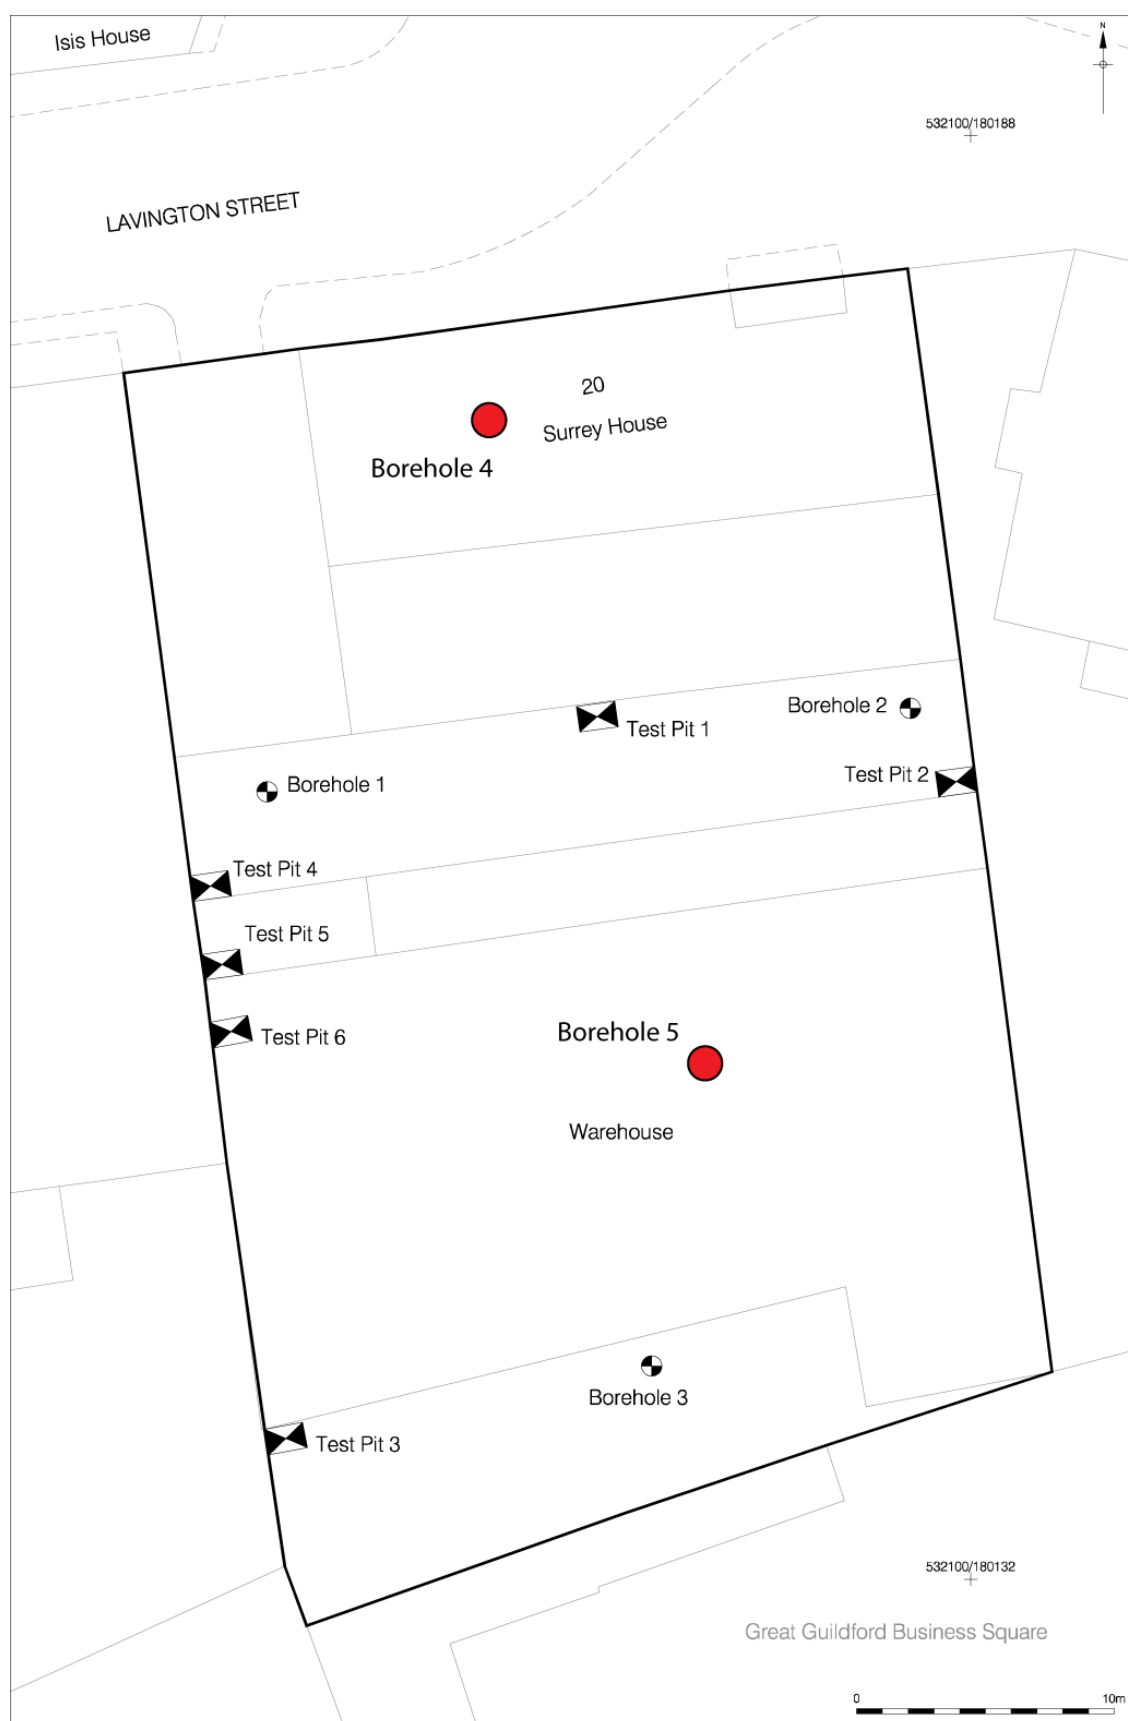 Isis House
N
532100/180188
LAVINGTON STREET
20
Surrey House
Borehole 4
Borehole 2
Test Pit 1
Test Pit 2
Borehole 1
Test Pit 4
Test Pit 5
Borehole 5
Test Pit 6
Warehouse
Borehole 3
Test Pit 3
532100/180132
Great Guildford Business Square
0 10m